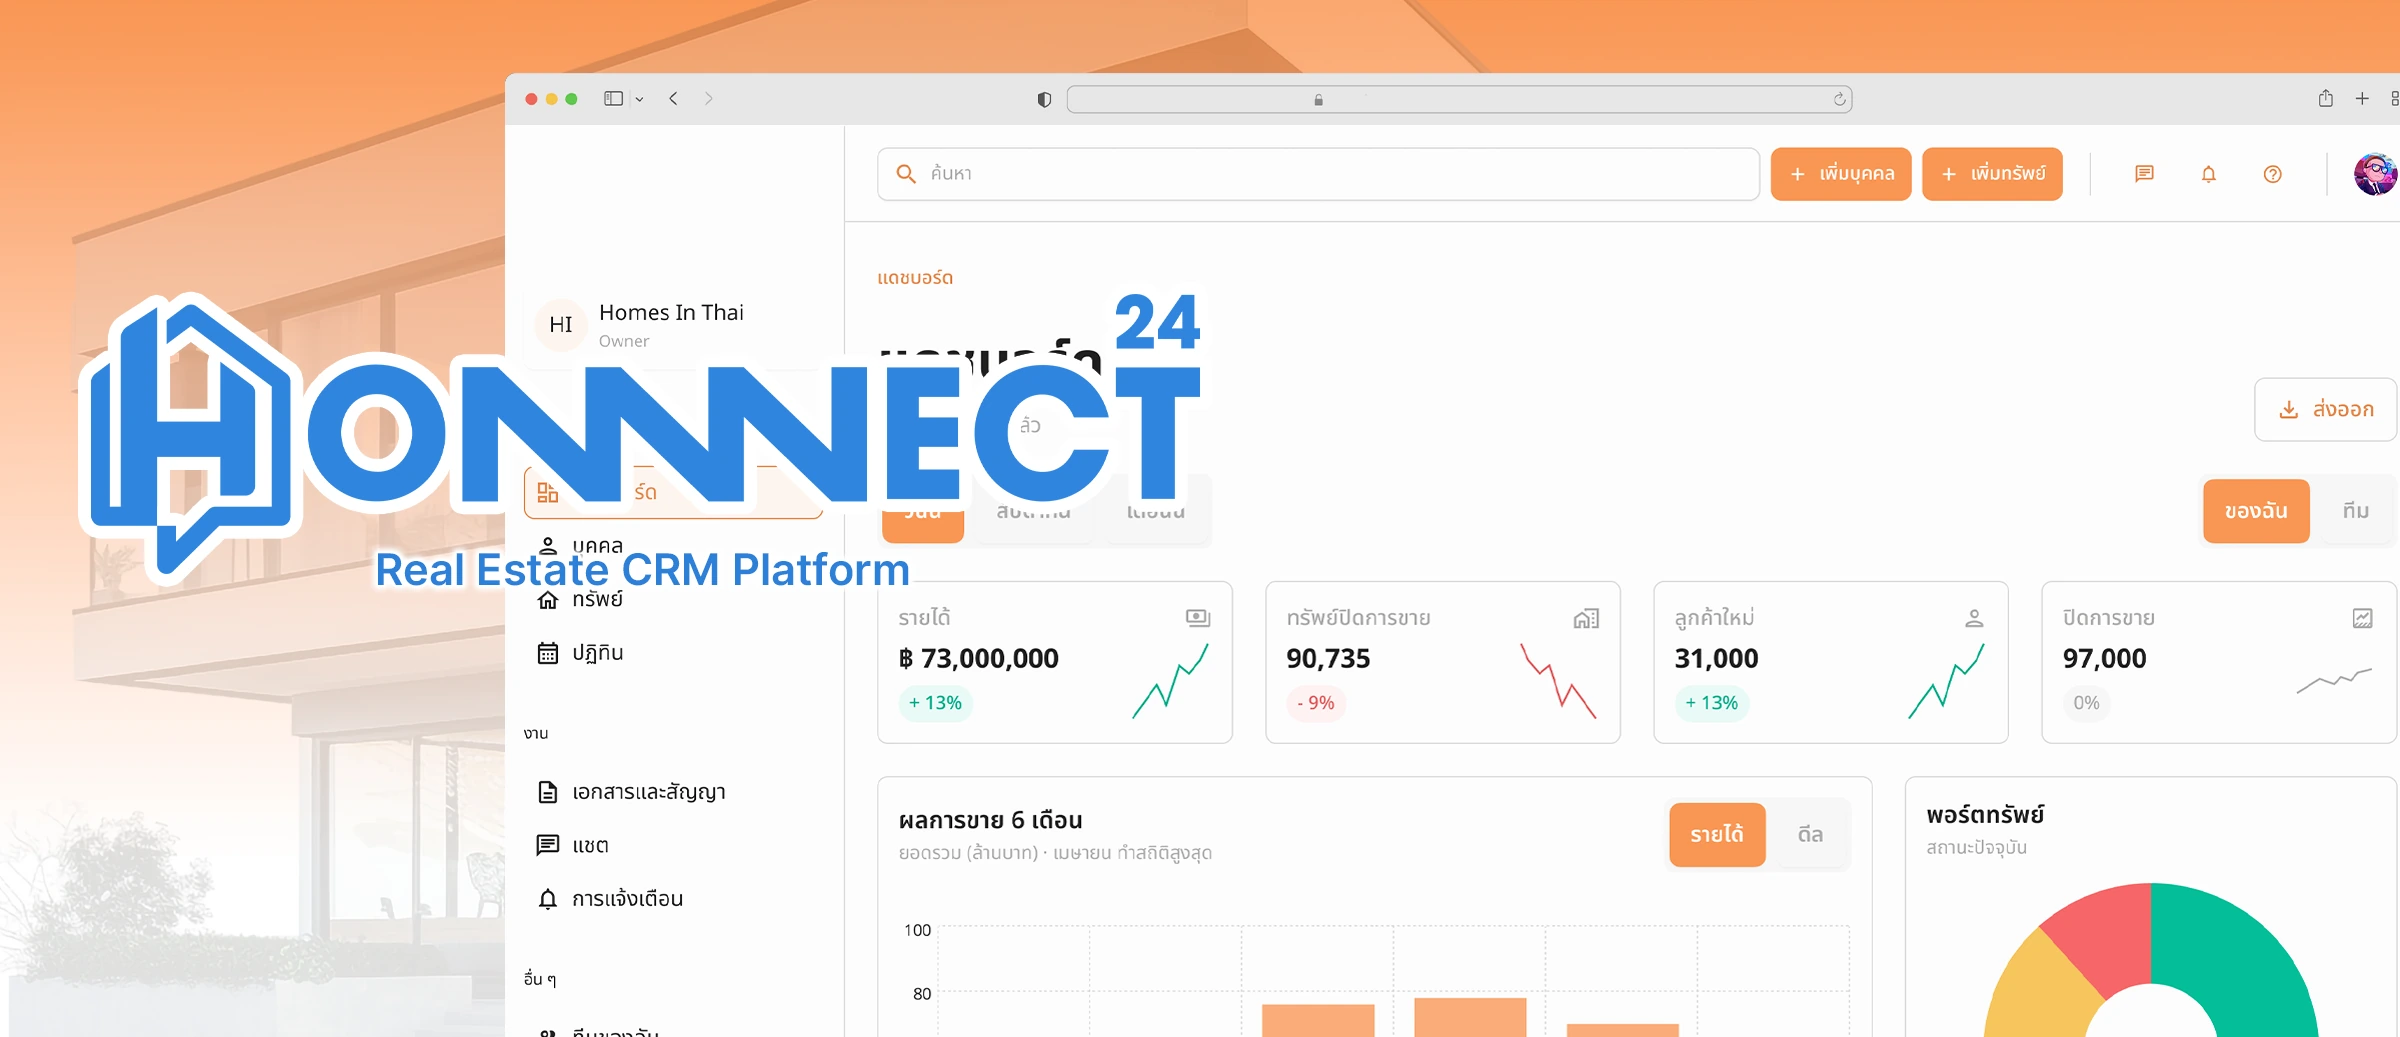 ค้นหา
+ เพิ่มบุคคล
+ เพิ่มทรัพย์
แดชบอร์ด
HI
Homes In Thai
Owner
24
HONNNECT
Real Estate CRM Platform
ส่งออก
ของฉัน
ทีม
บุคคล
ทรัพย์
ปฏิทิน
งาน
เอกสารและสัญญา
แชต
การแจ้งเตือน
อื่น ๆ
รายได้
฿ 73,000,000
+ 13%
ทรัพย์ปิดการขาย
90,735
- 9%
ลูกค้าใหม่
31,000
+ 13%
ปิดการขาย
97,000
0%
ผลการขาย 6 เดือน
ยอดรวม (ล้านบาท) · เมษายน ทำสถิติสูงสุด
รายได้
ดีล
100
80
พอร์ตทรัพย์
สถานะปัจจุบัน